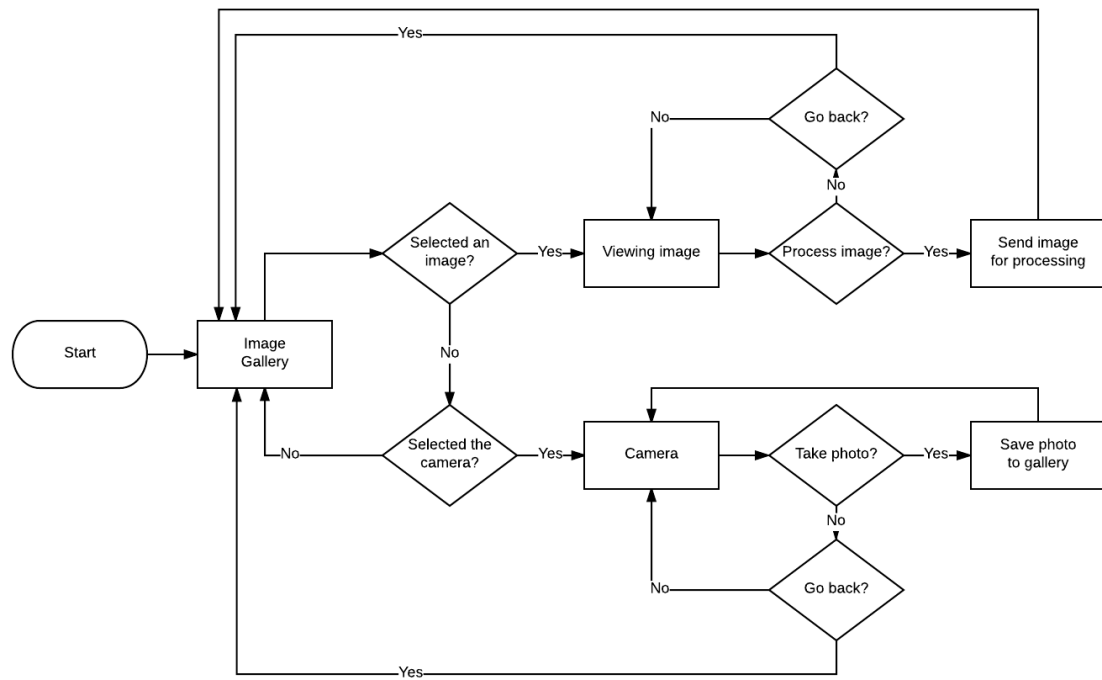 Yes
Go back?
No
No
Selected an
image?
Yes
Viewing image
Process image?
Yes
Send image
for processing
Start
Image
Gallery
No
Selected the
camera?
No
Yes
Camera
Take photo?
Yes
Save photo
to gallery
No
Go back?
No
Yes